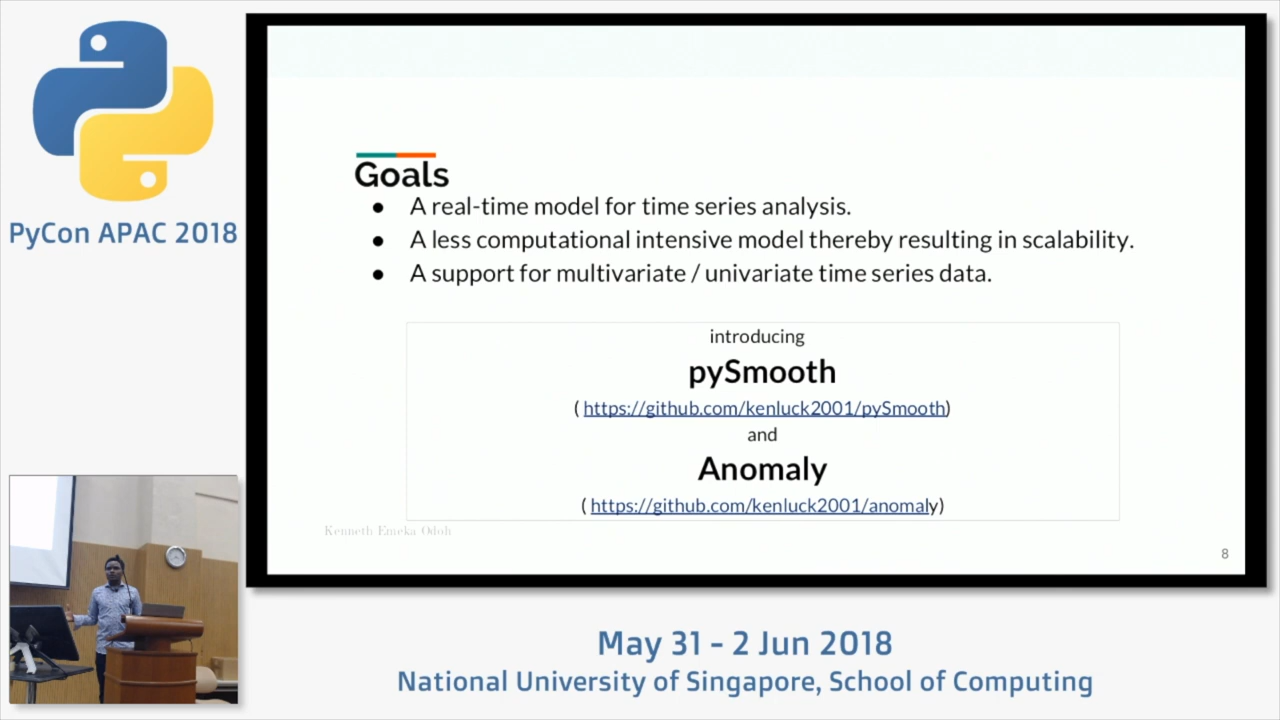 PyCon APAC 2018
Goals
● A real-time model for time series analysis.
● A less computational intensive model thereby resulting in scalability.
● A support for multivariate / univariate time series data.
introducing
pySmooth
( https://github.com/kenluck2001/pySmooth)
and
Anomaly
( https://github.com/kenluck2001/anomaly)
Kenneth Emeka Odoh
8
May 31 - 2 Jun 2018
National University of Singapore, School of Computing